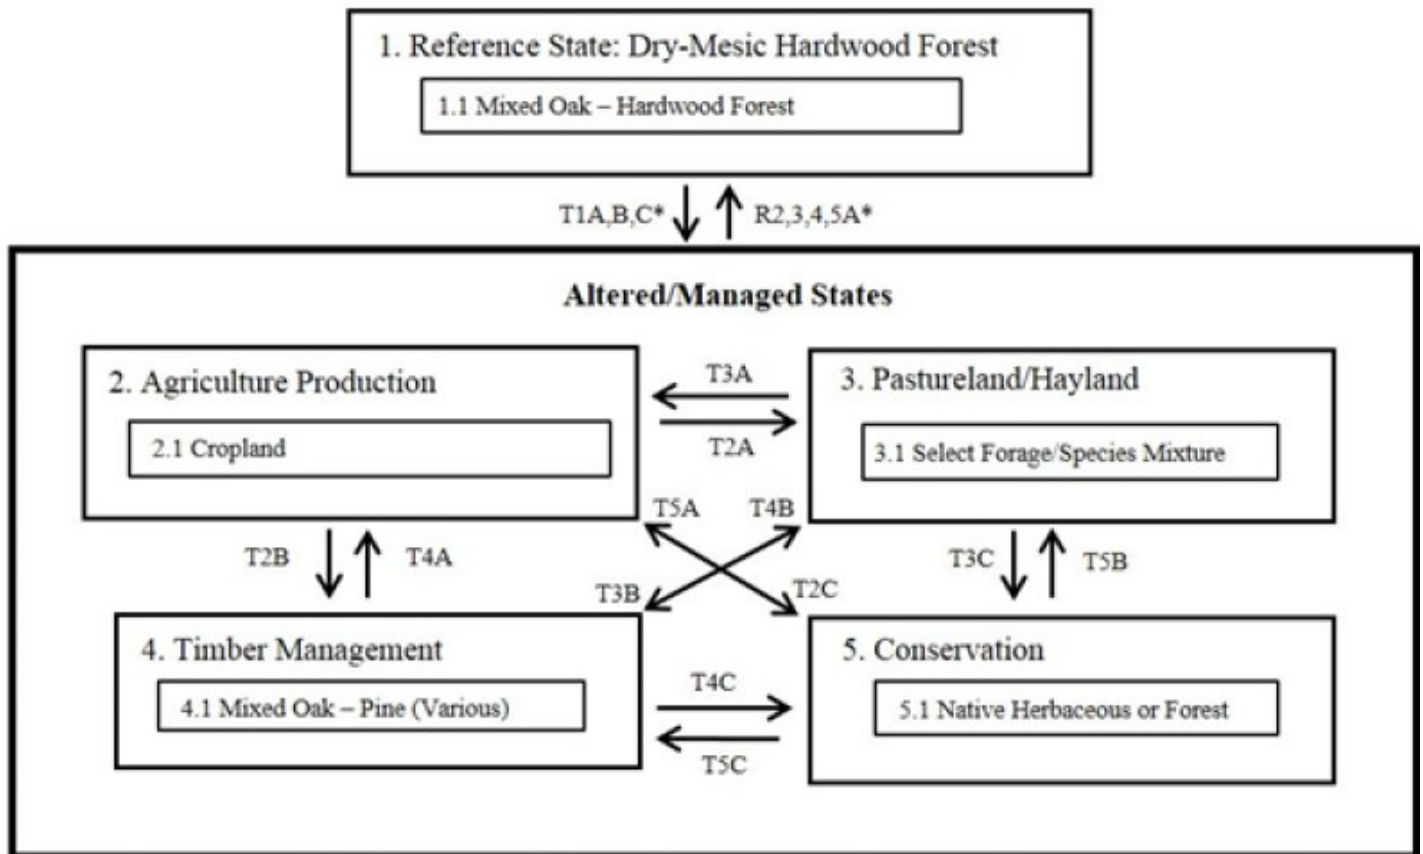 1. Reference State: Dry-Mesic Hardwood Forest
1.1 Mixed Oak – Hardwood Forest
T1A,B,C*
R2,3,4,5A*
Altered/Managed States
2. Agriculture Production
2.1 Cropland
T3A
T2A
3. Pastureland/Hayland
3.1 Select Forage/Species Mixture
T5A
T4B
T2B
T4A
T3C
T5B
T3B
T2C
4. Timber Management
4.1 Mixed Oak – Pine (Various)
T4C
T5C
5. Conservation
5.1 Native Herbaceous or Forest